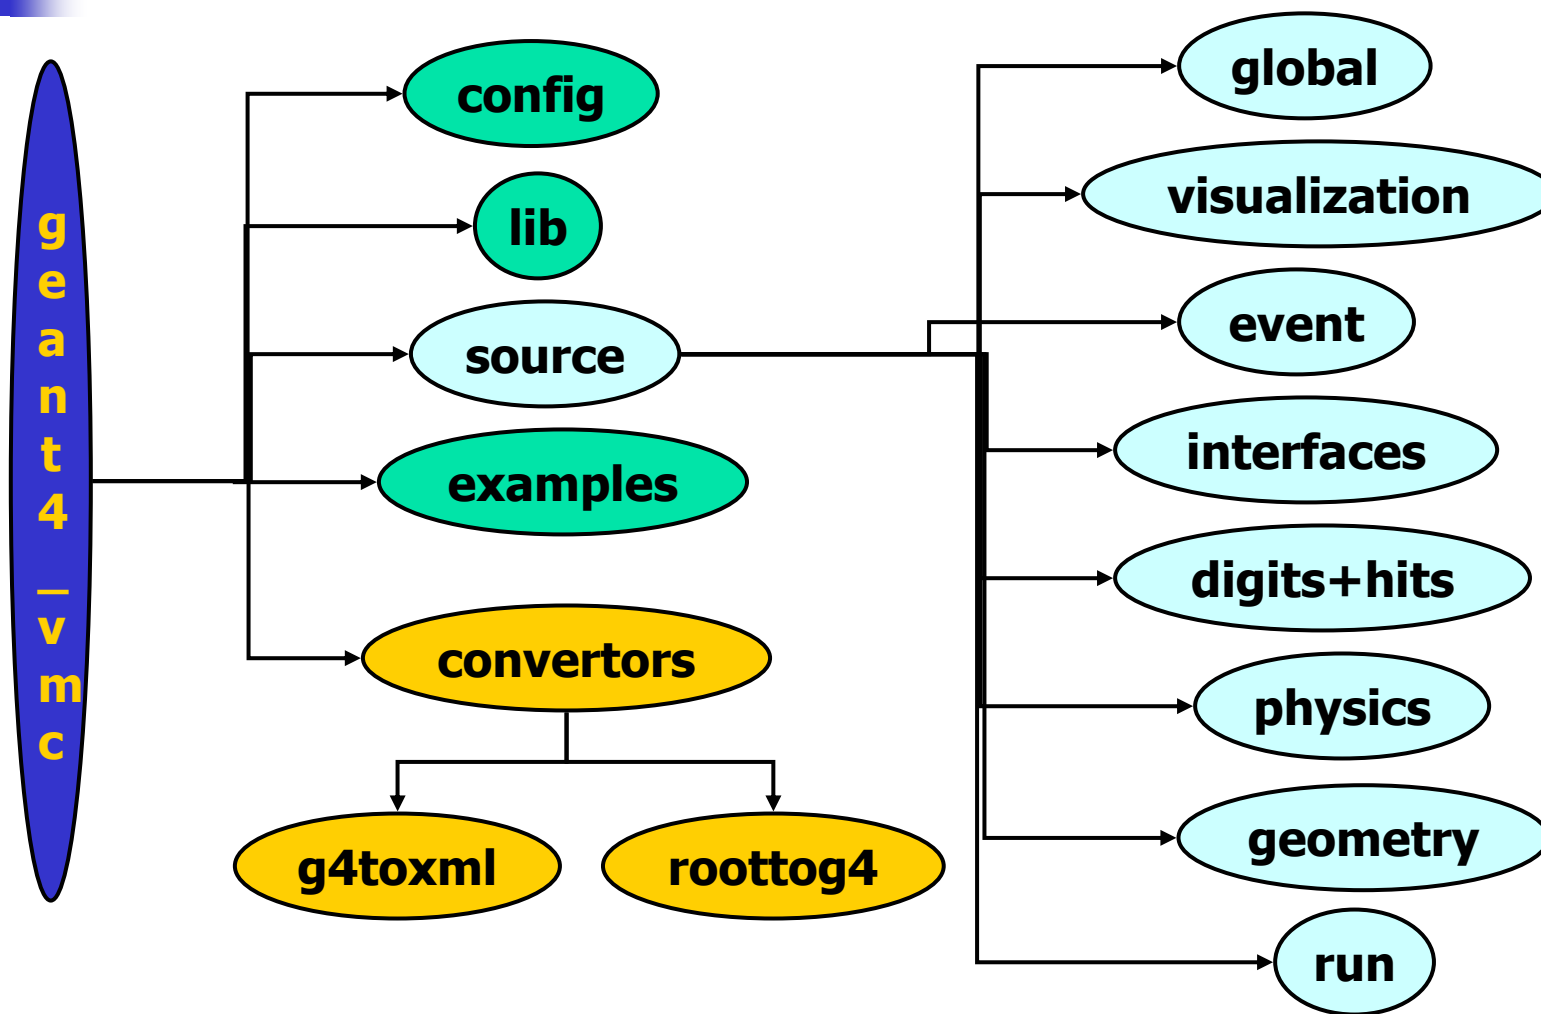 geant4_vmc
config
lib
source
examples
convertors
g4toxml
roottog4
global
visualization
event
interfaces
digits+hits
physics
geometry
run